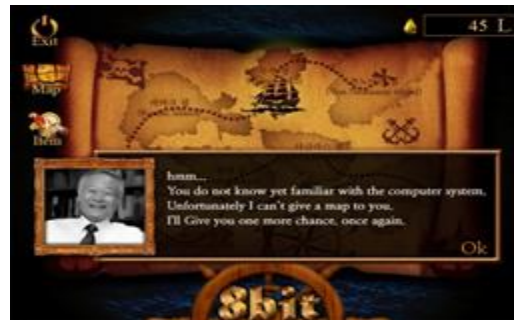 Exit
45 L
Map
Item
hmm...
You do not know yet familiar with the computer system,
Unfortunately I can't give a map to you.
I'll Give you one more chance, once again.
Ok
8bit